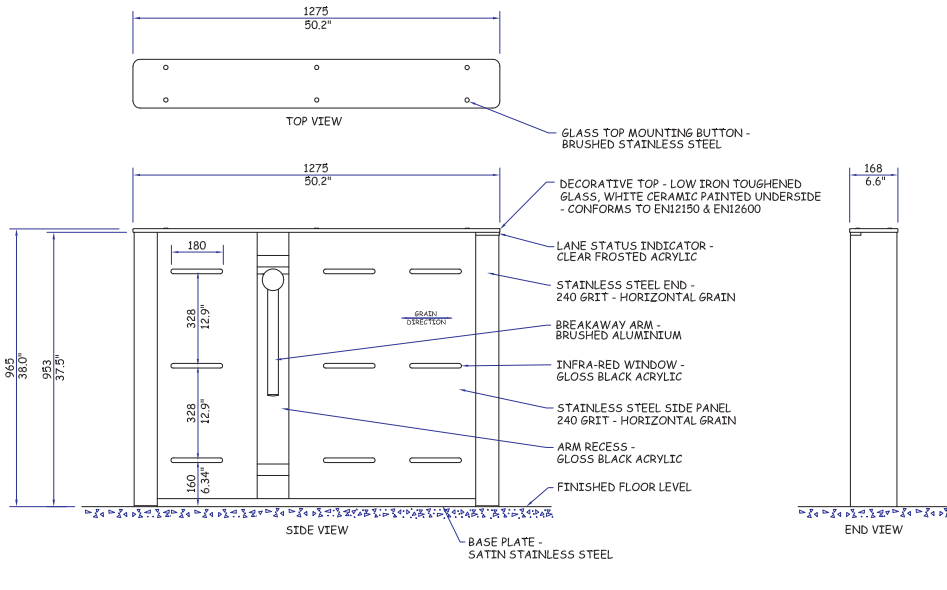 1275
50.2"
TOP VIEW
GLASS TOP MOUNTING BUTTON -
BRUSHED STAINLESS STEEL
1275
50.2"
168
6.6"
DECORATIVE TOP - LOW IRON TOUGHENED
GLASS, WHITE CERAMIC PAINTED UNDERSIDE
- CONFORMS TO EN12150 & EN12600
180
LANE STATUS INDICATOR -
CLEAR FROSTED ACRYLIC
STAINLESS STEEL END -
240 GRIT - HORIZONTAL GRAIN
GRAIN
DIRECTION
328
12.9"
BREAKAWAY ARM -
BRUSHED ALUMINIUM
965
38.0"
953
37.5"
INFRA-RED WINDOW -
GLOSS BLACK ACRYLIC
328
12.9"
STAINLESS STEEL SIDE PANEL
240 GRIT - HORIZONTAL GRAIN
ARM RECESS -
GLOSS BLACK ACRYLIC
160
6.34"
FINISHED FLOOR LEVEL
SIDE VIEW
END VIEW
BASE PLATE -
SATIN STAINLESS STEEL